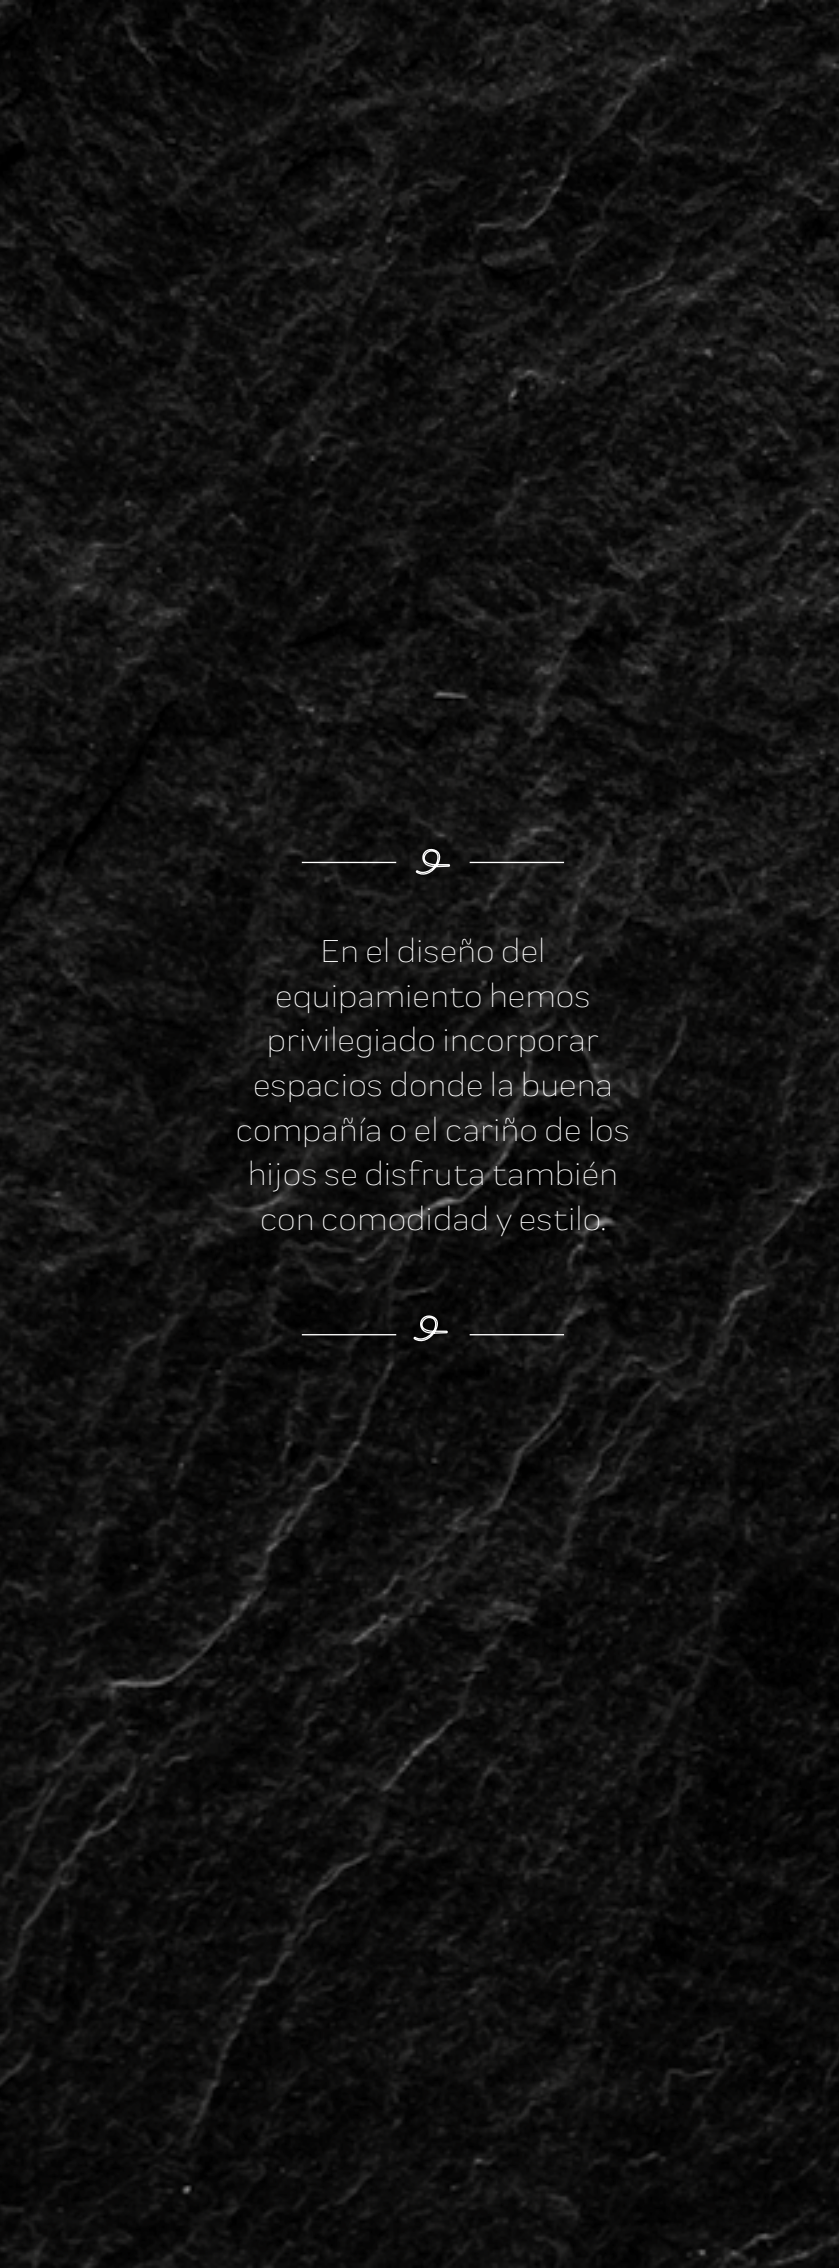 En el diseño del
equipamiento hemos
privilegiado incorporar
espacios donde la buena
compañía o el cariño de los
hijos se disfruta también
con comodidad y estilo.